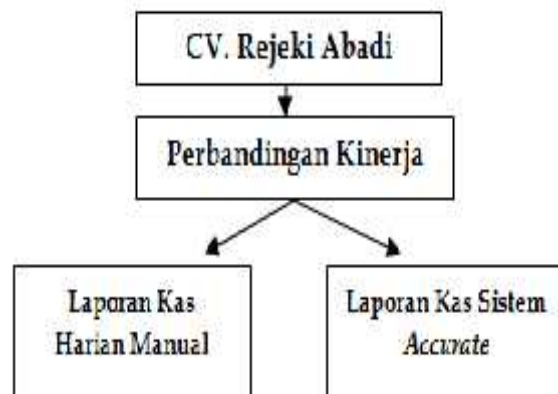 CV. Rejeki Abadi
Perbandingan Kinerja
Laporan Kas
Harian Manual
Laporan Kas Sistem
Accurate